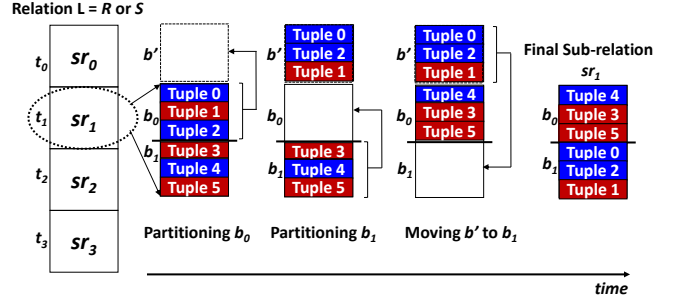 Relation L = R or S
t0
sr0
t1
sr1
t2
sr2
t3
sr3
b'
b0
b1
Tuple 0
Tuple 1
Tuple 2
Tuple 3
Tuple 4
Tuple 5
Partitioning b0
b'
Tuple 0
Tuple 2
Tuple 1
b0
b1
Tuple 3
Tuple 4
Tuple 5
Partitioning b1
b'
Tuple 0
Tuple 2
Tuple 1
b0
Tuple 4
Tuple 3
Tuple 5
b1
Moving b' to b1
Final Sub-relation
sr1
b0
Tuple 4
Tuple 3
Tuple 5
b1
Tuple 0
Tuple 2
Tuple 1
time